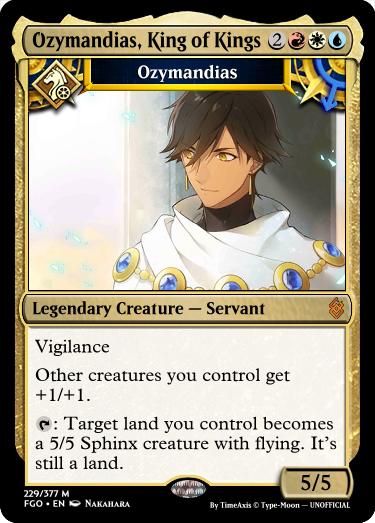 Ozymandias, King of Kings 2
Ozymandias
Legendary Creature — Servant
Vigilance
Other creatures you control get
+1/+1.
: Target land you control becomes
a 5/5 Sphinx creature with flying. It's
still a land.
5/5
229/377 M
FGO • EN Nakahara
By TimeAxis © Type-Moon — UNOFFICIAL